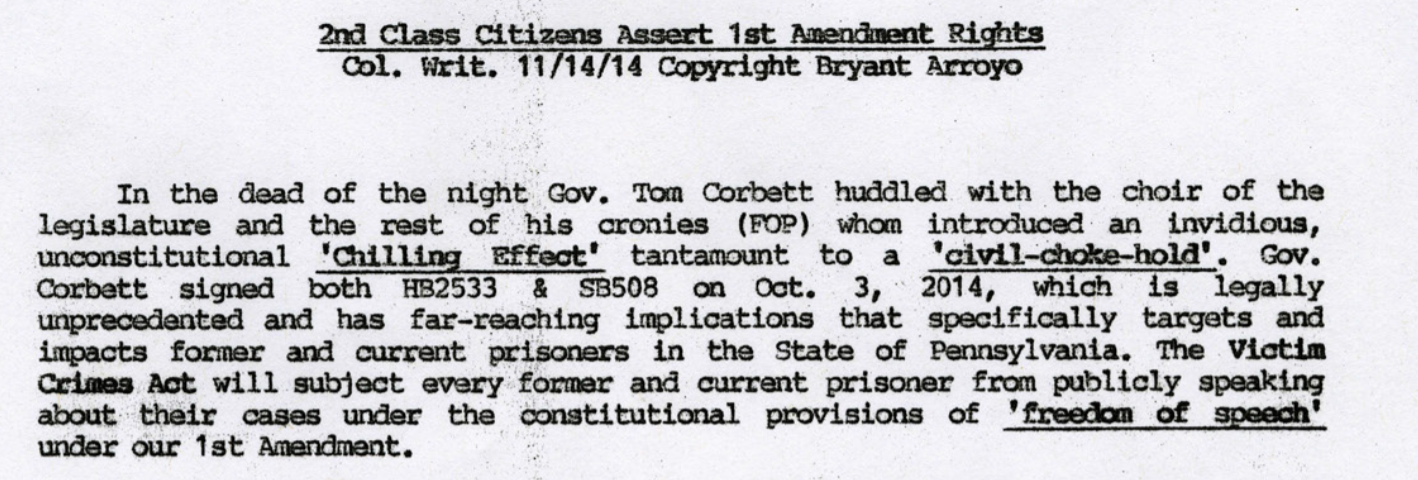 2nd Class Citizens Assert 1st Amendment Rights
Col. Writ. 11/14/14 Copyright Bryant Arroyo
In the dead of the night Gov. Tom Corbett huddled with the choir of the
legislature and the rest of his cronies (FOP) whom introduced an invidious,
unconstitutional 'Chilling Effect' tantamount to a 'civil-choke-hold'. Gov.
Corbett signed both HB2533 & SB508 on Oct. 3, 2014, which is legally
unprecedented and has far-reaching implications that specifically targets and
impacts former and current prisoners in the State of Pennsylvania. The Victim
Crimes Act will subject every former and current prisoner from publicly speaking
about their cases under the constitutional provisions of 'freedom of speech'
under our 1st Amendment.